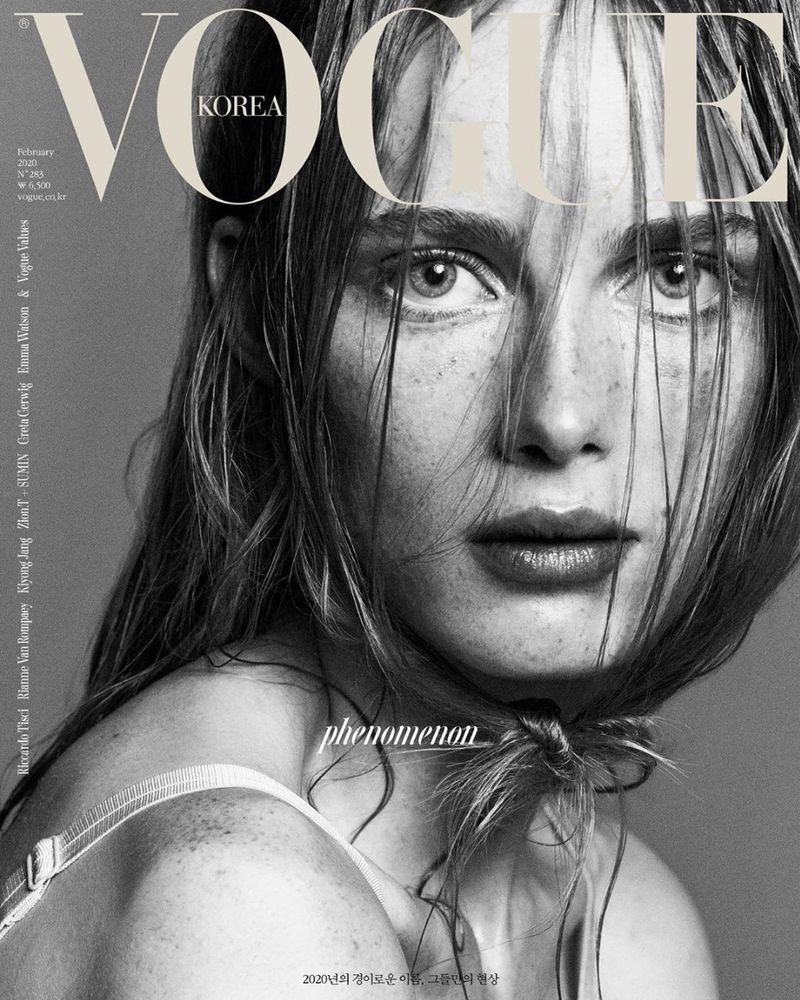 ®
VOGUE
KOREA
February
2020
N°283
₩ 6,500
vogue.co.kr
Riccardo Tisci Rianne Van Rompaey Kiyong Jang Zion.T + SUMIN Greta Gerwig Emma Watson & Vogue Values
phenomenon
2020년의 경이로운 이름, 그들만의 현상